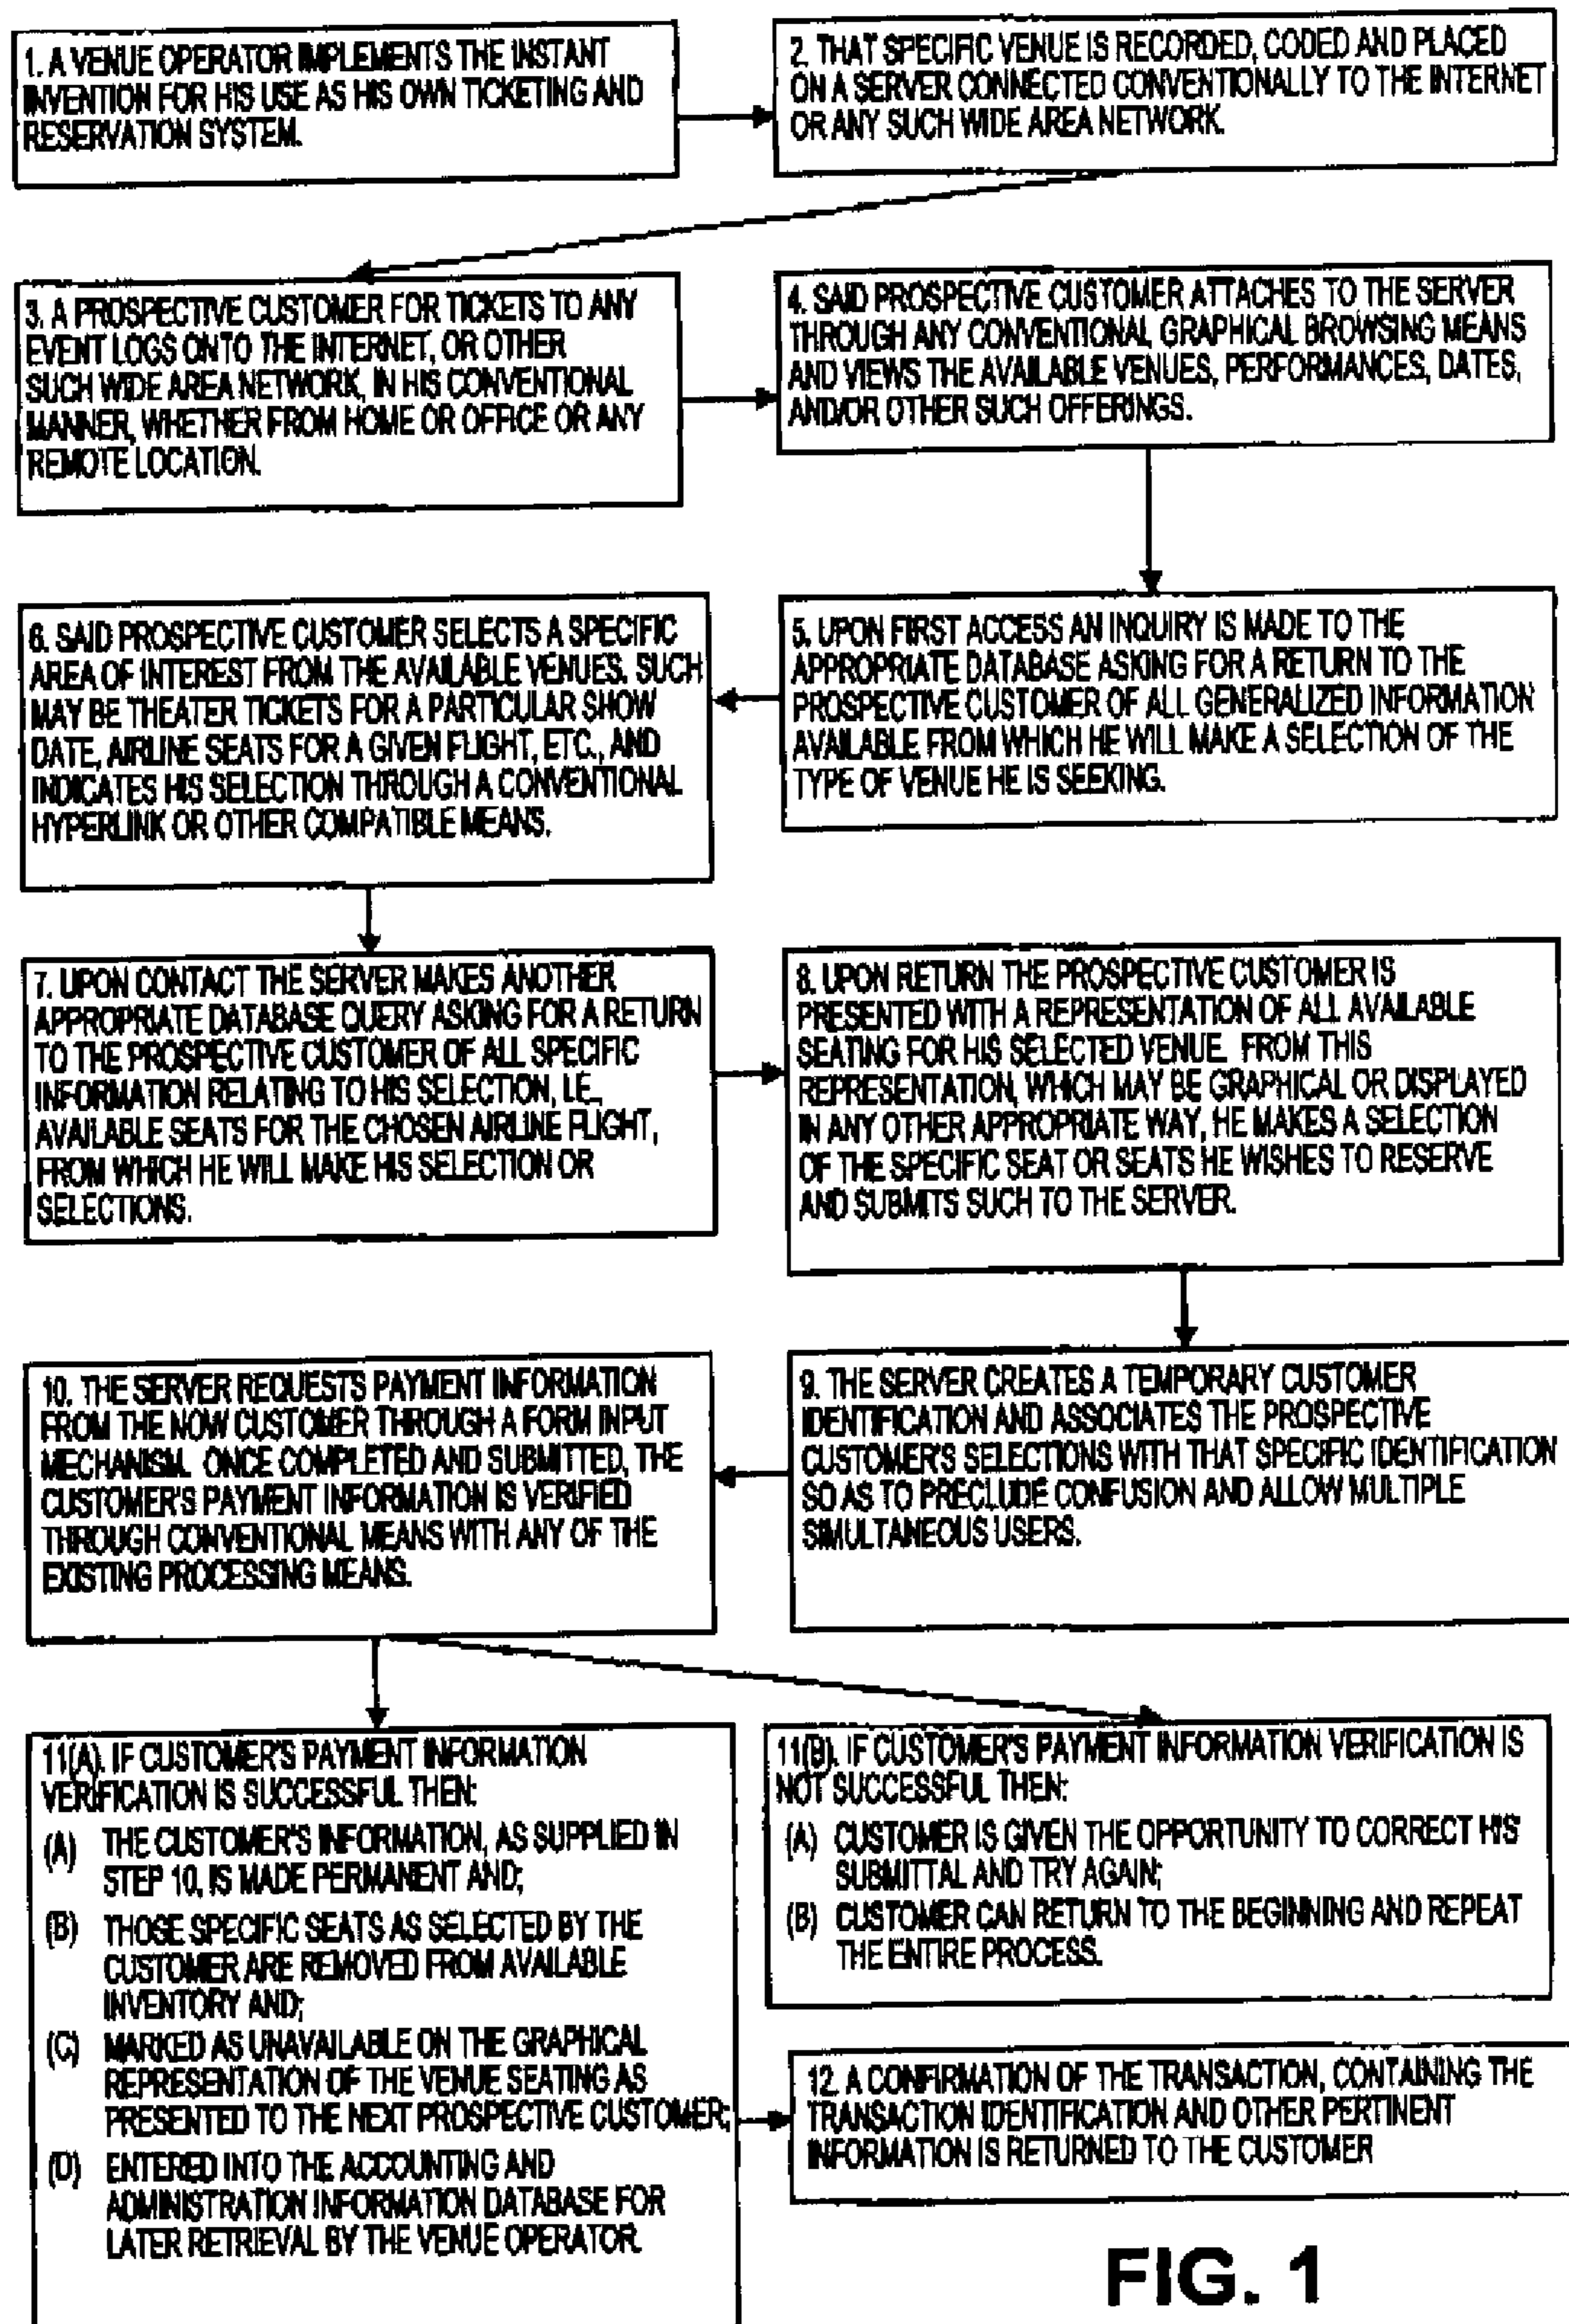 1. A VENUE OPERATOR IMPLEMENTS THE INSTANT
INVENTION FOR HIS USE AS HIS OWN TICKETING AND
RESERVATION SYSTEM.
2. THAT SPECIFIC VENUE IS RECORDED, CODED AND PLACED
ON A SERVER CONNECTED CONVENTIONALLY TO THE INTERNET
OR ANY SUCH WIDE AREA NETWORK.
3. A PROSPECTIVE CUSTOMER FOR TICKETS TO ANY
EVENT LOGS ONTO THE INTERNET, OR OTHER
SUCH WIDE AREA NETWORK, IN HIS CONVENTIONAL
MANNER, WHETHER FROM HOME OR OFFICE OR ANY
REMOTE LOCATION.
4. SAID PROSPECTIVE CUSTOMER ATTACHES TO THE SERVER
THROUGH ANY CONVENTIONAL GRAPHICAL BROWSING MEANS
AND VIEWS THE AVAILABLE VENUES, PERFORMANCES, DATES,
AND/OR OTHER SUCH OFFERINGS.
5. UPON FIRST ACCESS AN INQUIRY IS MADE TO THE
APPROPRIATE DATABASE ASKING FOR A RETURN TO THE
PROSPECTIVE CUSTOMER OF ALL GENERALIZED INFORMATION
AVAILABLE FROM WHICH HE WILL MAKE A SELECTION OF THE
TYPE OF VENUE HE IS SEEKING.
6. SAID PROSPECTIVE CUSTOMER SELECTS A SPECIFIC
AREA OF INTEREST FROM THE AVAILABLE VENUES. SUCH
MAY BE THEATER TICKETS FOR A PARTICULAR SHOW
DATE, AIRLINE SEATS FOR A GIVEN FLIGHT, ETC., AND
INDICATES HIS SELECTION THROUGH A CONVENTIONAL
HYPERLINK OR OTHER COMPATIBLE MEANS.
7. UPON CONTACT THE SERVER MAKES ANOTHER
APPROPRIATE DATABASE QUERY ASKING FOR A RETURN
TO THE PROSPECTIVE CUSTOMER OF ALL SPECIFIC
INFORMATION RELATING TO HIS SELECTION, I.E.,
AVAILABLE SEATS FOR THE CHOSEN AIRLINE FLIGHT,
FROM WHICH HE WILL MAKE HIS SELECTION OR
SELECTIONS.
8. UPON RETURN THE PROSPECTIVE CUSTOMER IS
PRESENTED WITH A REPRESENTATION OF ALL AVAILABLE
SEATING FOR HIS SELECTED VENUE. FROM THIS
REPRESENTATION, WHICH MAY BE GRAPHICAL OR DISPLAYED
IN ANY OTHER APPROPRIATE WAY, HE MAKES A SELECTION
OF THE SPECIFIC SEAT OR SEATS HE WISHES TO RESERVE
AND SUBMITS SUCH TO THE SERVER.
9. THE SERVER CREATES A TEMPORARY CUSTOMER
IDENTIFICATION AND ASSOCIATES THE PROSPECTIVE
CUSTOMER'S SELECTIONS WITH THAT SPECIFIC IDENTIFICATION
SO AS TO PRECLUDE CONFUSION AND ALLOW MULTIPLE
SIMULTANEOUS USERS.
10. THE SERVER REQUESTS PAYMENT INFORMATION
FROM THE NOW CUSTOMER THROUGH A FORM INPUT
MECHANISM. ONCE COMPLETED AND SUBMITTED, THE
CUSTOMER'S PAYMENT INFORMATION IS VERIFIED
THROUGH CONVENTIONAL MEANS WITH ANY OF THE
EXISTING PROCESSING MEANS.
11(A). IF CUSTOMER'S PAYMENT INFORMATION
VERIFICATION IS SUCCESSFUL THEN:
(A) THE CUSTOMER'S INFORMATION, AS SUPPLIED IN
STEP 10, IS MADE PERMANENT AND;
(B) THOSE SPECIFIC SEATS AS SELECTED BY THE
CUSTOMER ARE REMOVED FROM AVAILABLE
INVENTORY AND;
(C) MARKED AS UNAVAILABLE ON THE GRAPHICAL
REPRESENTATION OF THE VENUE SEATING AS
PRESENTED TO THE NEXT PROSPECTIVE CUSTOMER;
(D) ENTERED INTO THE ACCOUNTING AND
ADMINISTRATION INFORMATION DATABASE FOR
LATER RETRIEVAL BY THE VENUE OPERATOR.
11(B). IF CUSTOMER'S PAYMENT INFORMATION VERIFICATION IS
NOT SUCCESSFUL THEN:
(A) CUSTOMER IS GIVEN THE OPPORTUNITY TO CORRECT HIS
SUBMITTAL AND TRY AGAIN;
(B) CUSTOMER CAN RETURN TO THE BEGINNING AND REPEAT
THE ENTIRE PROCESS.
12. A CONFIRMATION OF THE TRANSACTION, CONTAINING THE
TRANSACTION IDENTIFICATION AND OTHER PERTINENT
INFORMATION IS RETURNED TO THE CUSTOMER
FIG. 1